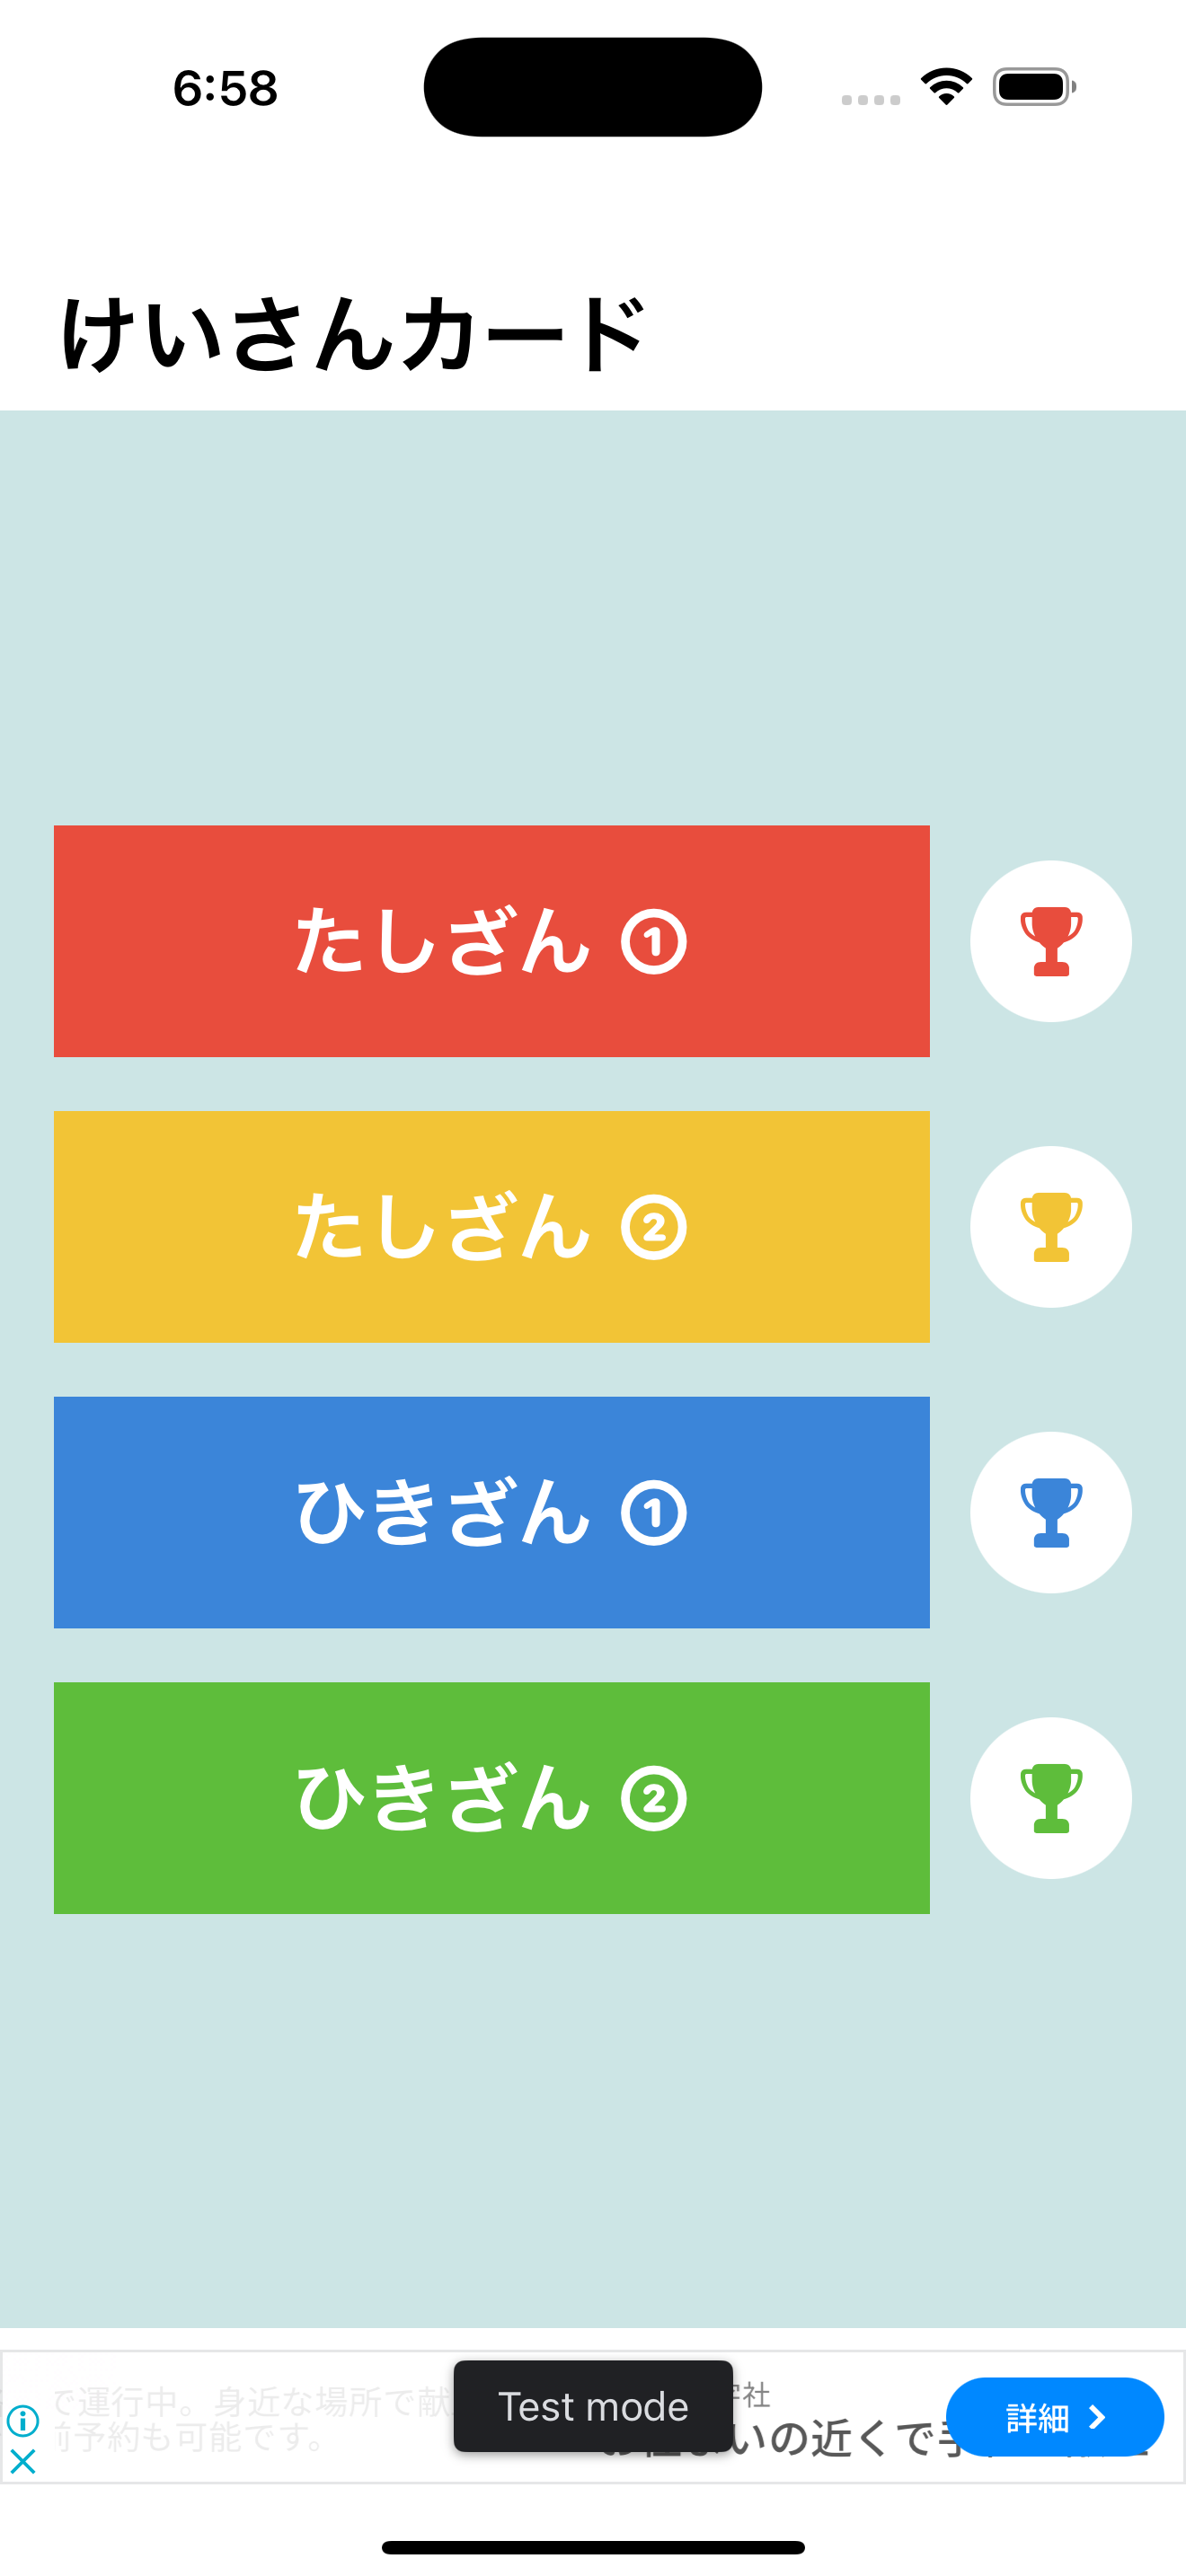 6:58
けいさんカード
たしざん ①
たしざん ②
ひきざん ①
ひきざん ②
で運行中。身近な場所で献
予約も可能です。
Test mode
社
いの近くで
詳細